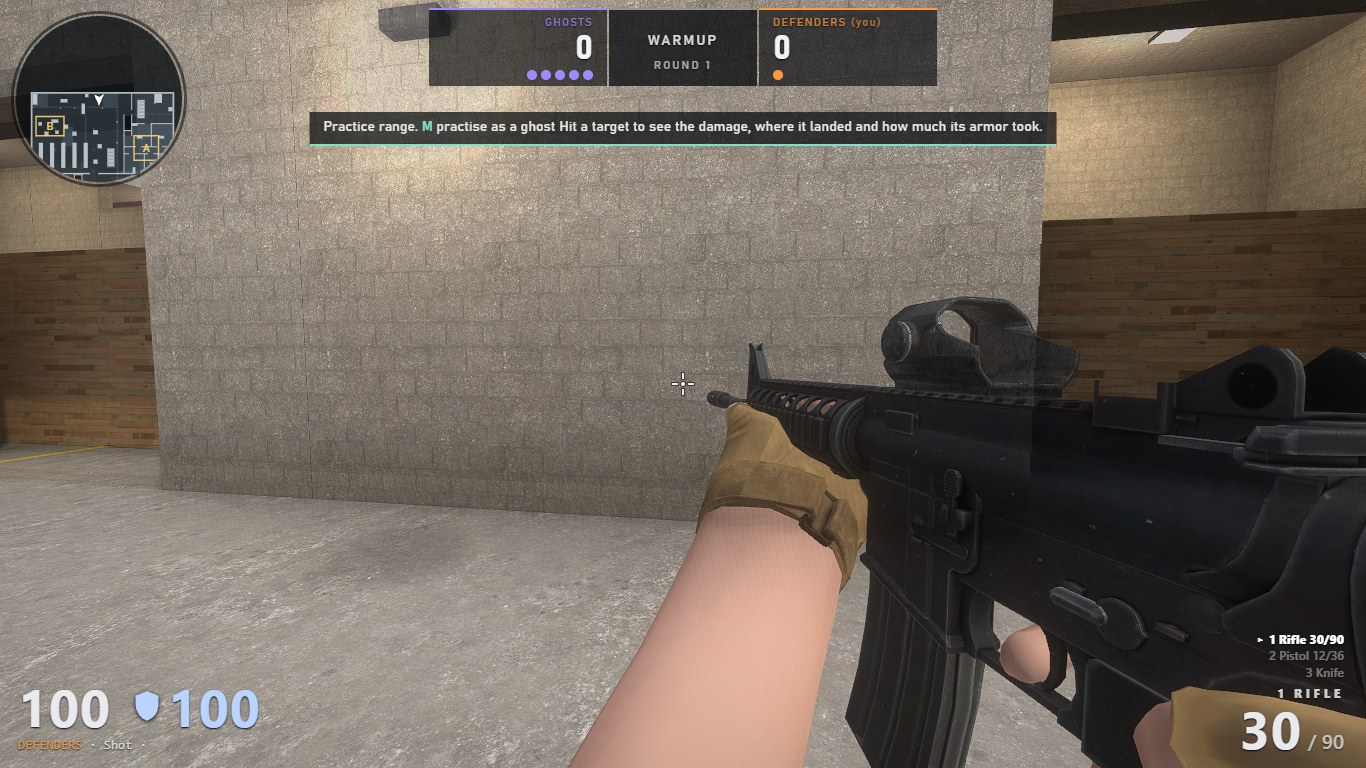 GHOSTS
0
WARMUP
ROUND 1
DEFENDERS (you)
0
Practice range. M practise as a ghost Hit a target to see the damage, where it landed and how much its armor took.
B
A
1 Rifle 30/90
2 Pistol 12/36
3 Knife
1 RIFLE
30 / 90
100 100
DEFENDERS · Shot ·